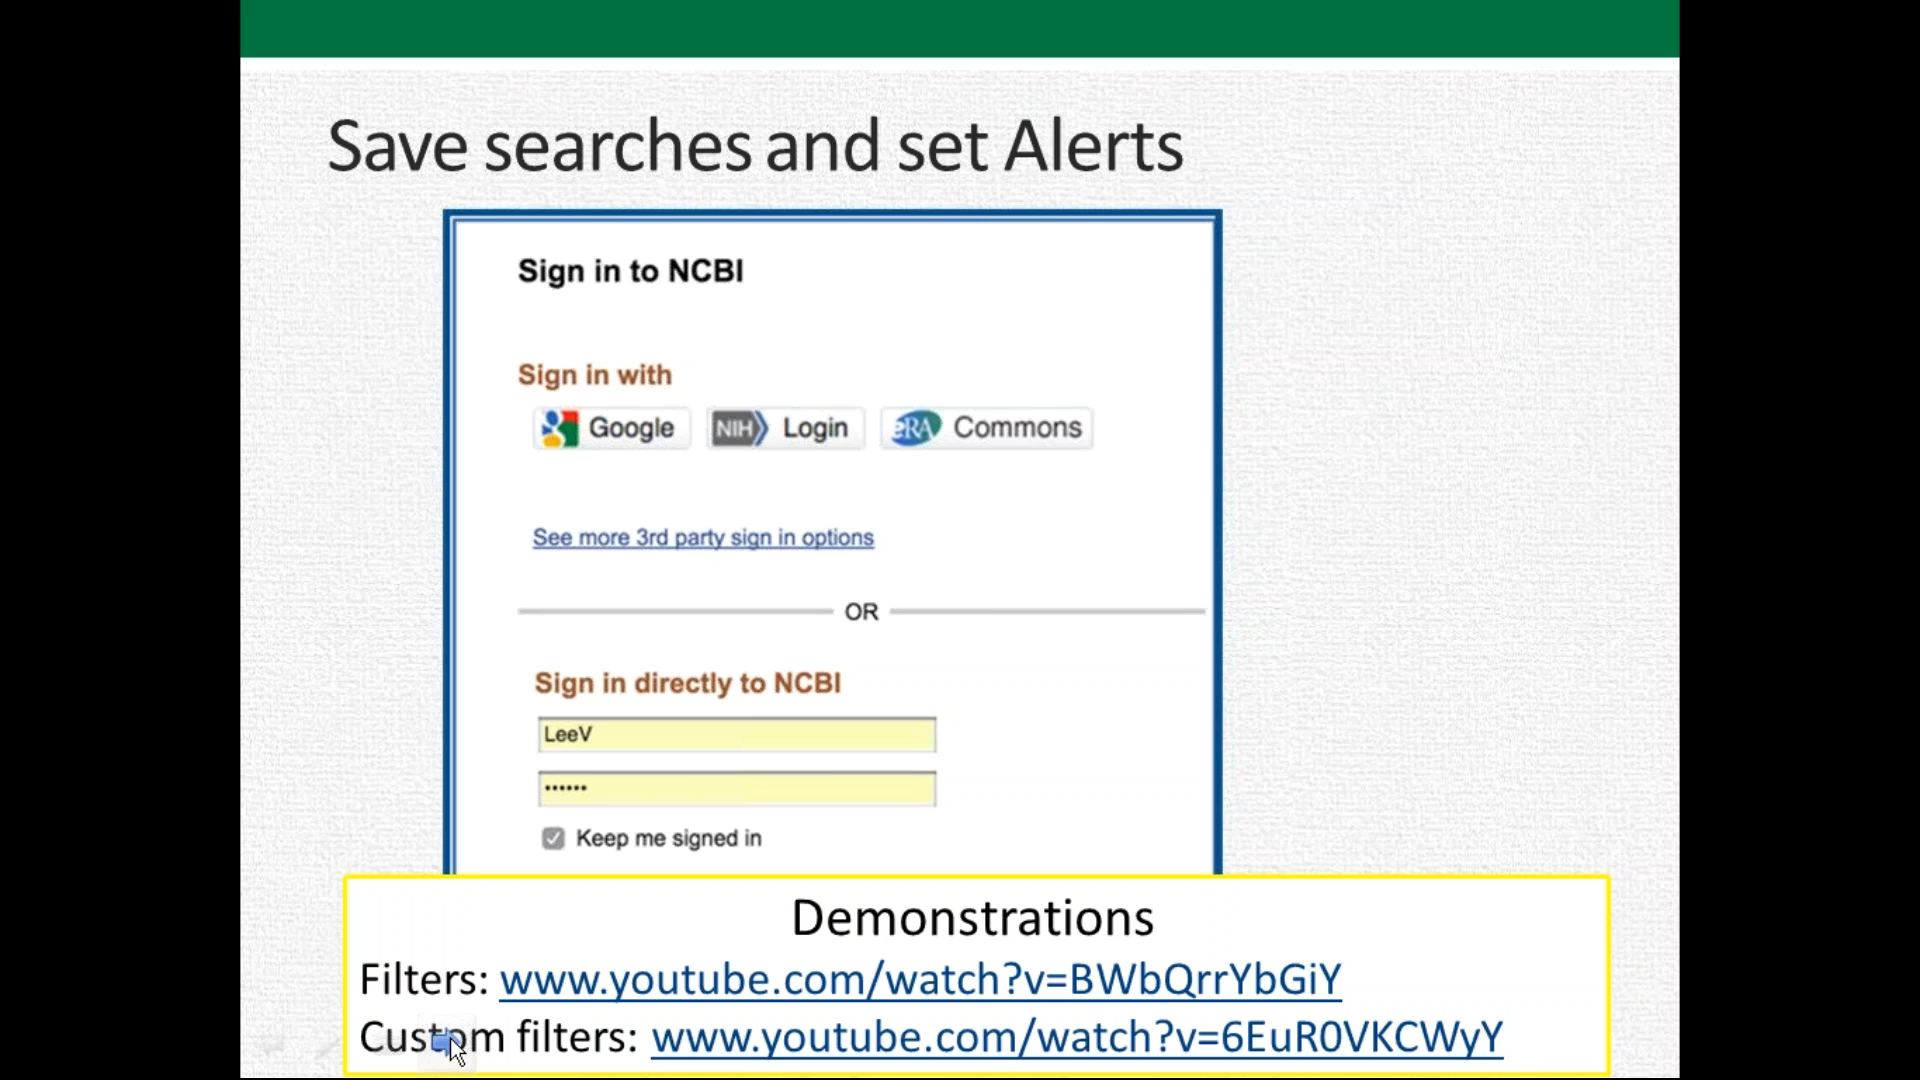 Save searches and set Alerts
Sign in to NCBI
Sign in with
Google NIH Login eRA Commons
See more 3rd party sign in options
OR
Sign in directly to NCBI
LeeV
••••••
Keep me signed in
Demonstrations
Filters: www.youtube.com/watch?v=BWbQrrYbGiY
Custom filters: www.youtube.com/watch?v=6EuR0VKCWyY